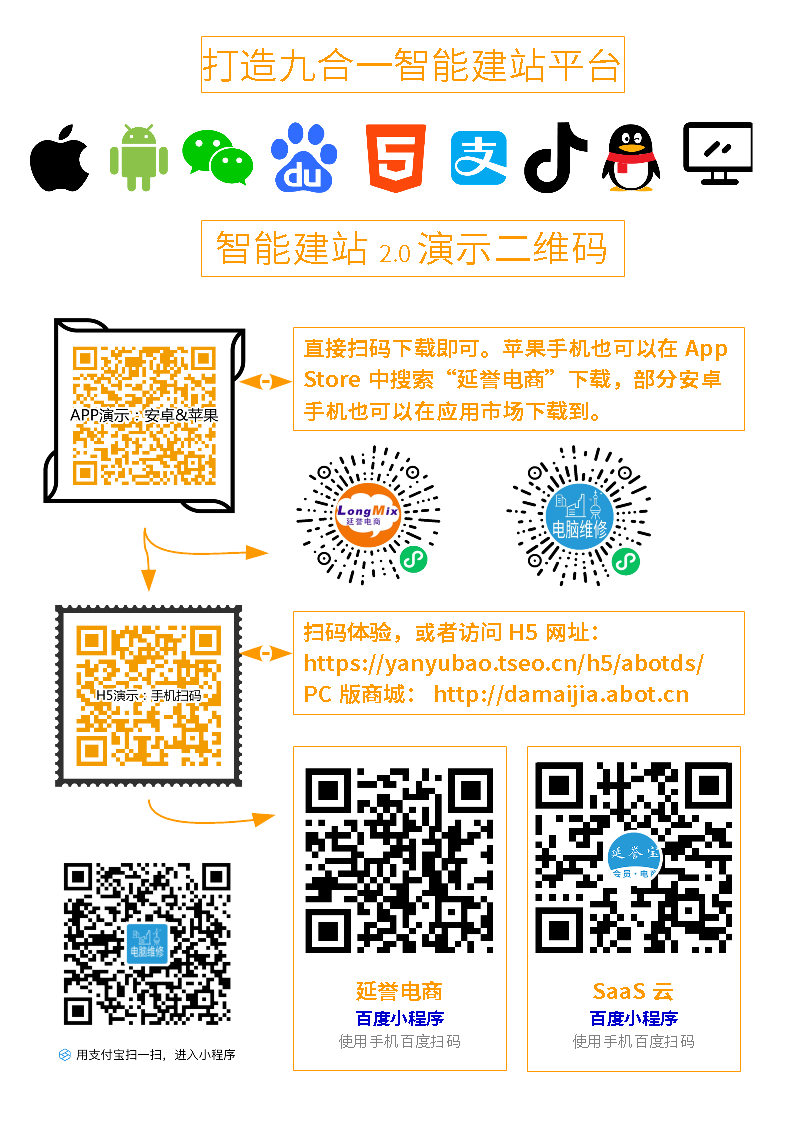 打造九合一智能建站平台
du
支
智能建站 2.0 演示二维码
APP演示：安卓&苹果
直接扫码下载即可。苹果手机也可以在 App
Store 中搜索“延誉电商”下载，部分安卓
手机也可以在应用市场下载到。
LongMix
延誉电商
电脑维修
H5演示：手机扫码
扫码体验，或者访问 H5 网址：
https://yanyubao.tseo.cn/h5/abotds/
PC 版商城： http://damaijia.abot.cn
电脑维修
用支付宝扫一扫，进入小程序
延誉电商
百度小程序
使用手机百度扫码
延誉宝
会员·电商
SaaS 云
百度小程序
使用手机百度扫码